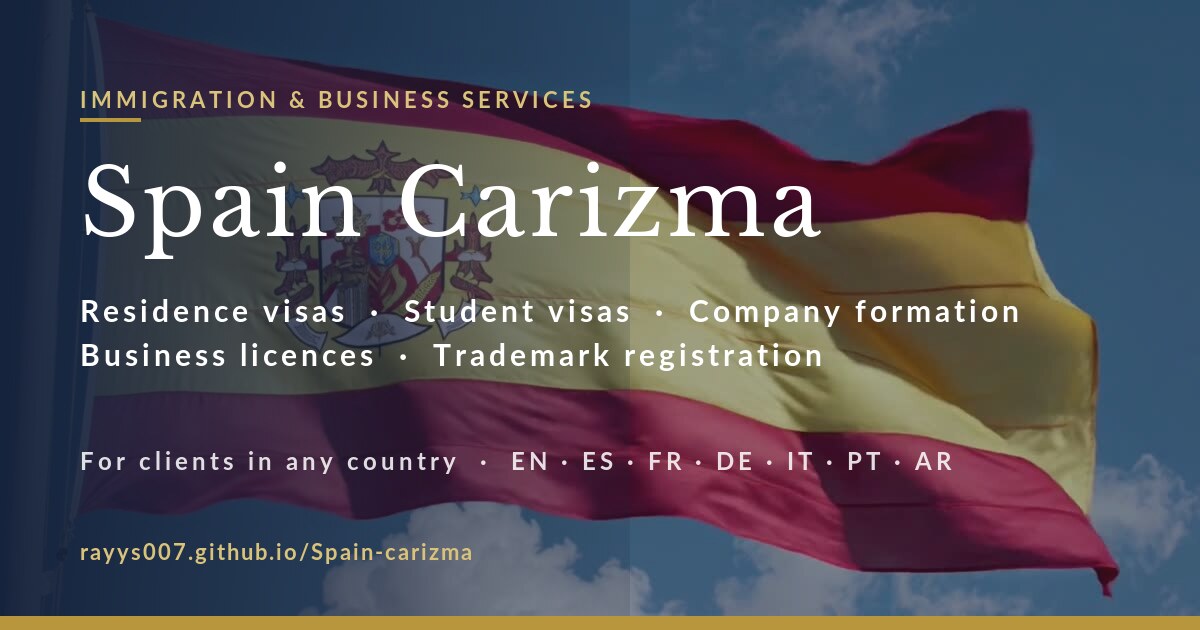 IMMIGRATION & BUSINESS SERVICES
Spain Carizma
Residence visas · Student visas · Company formation
Business licences · Trademark registration
For clients in any country · EN · ES · FR · DE · IT · PT · AR
rayys007.github.io/Spain-carizma